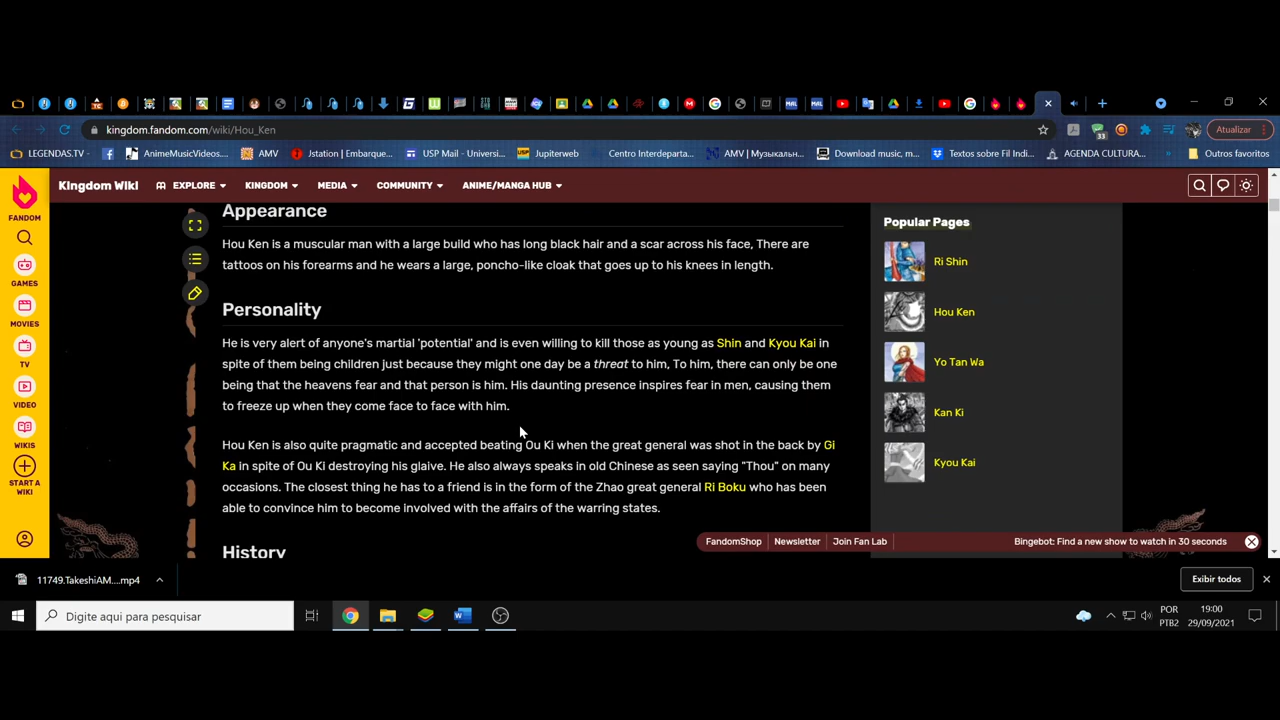 kingdom.fandom.com/wiki/Hou_Ken
33
Atualizar
LEGENDAS.TV -
AnimeMusicVideos....
AMV
Jstation | Embarque...
USP Mail - Universi...
Jupiterweb
Centro Interdeparta...
AMV | Музыкальн...
Download music, m...
Textos sobre Fil Indi...
AGENDA CULTURA...
»
Outros favoritos
FANDOM
GAMES
MOVIES
TV
VIDEO
WIKIS
START A
WIKI
Kingdom Wiki
EXPLORE
KINGDOM
MEDIA
COMMUNITY
ANIME/MANGA HUB
Appearance
Hou Ken is a muscular man with a large build who has long black hair and a scar across his face, There are
tattoos on his forearms and he wears a large, poncho-like cloak that goes up to his knees in length.
Personality
He is very alert of anyone's martial 'potential' and is even willing to kill those as young as Shin and Kyou Kai in
spite of them being children just because they might one day be a threat to him, To him, there can only be one
being that the heavens fear and that person is him. His daunting presence inspires fear in men, causing them
to freeze up when they come face to face with him.
Hou Ken is also quite pragmatic and accepted beating Ou Ki when the great general was shot in the back by Gi
Ka in spite of Ou Ki destroying his glaive. He also always speaks in old Chinese as seen saying "Thou" on many
occasions. The closest thing he has to a friend is in the form of the Zhao great general Ri Boku who has been
able to convince him to become involved with the affairs of the warring states.
History
Popular Pages
Ri Shin
Hou Ken
Yo Tan Wa
Kan Ki
Kyou Kai
FandomShop
Newsletter
Join Fan Lab
Bingebot: Find a new show to watch in 30 seconds
11749.TakeshiAM....mp4
Exibir todos
Digite aqui para pesquisar
POR
PTB2
19:00
29/09/2021